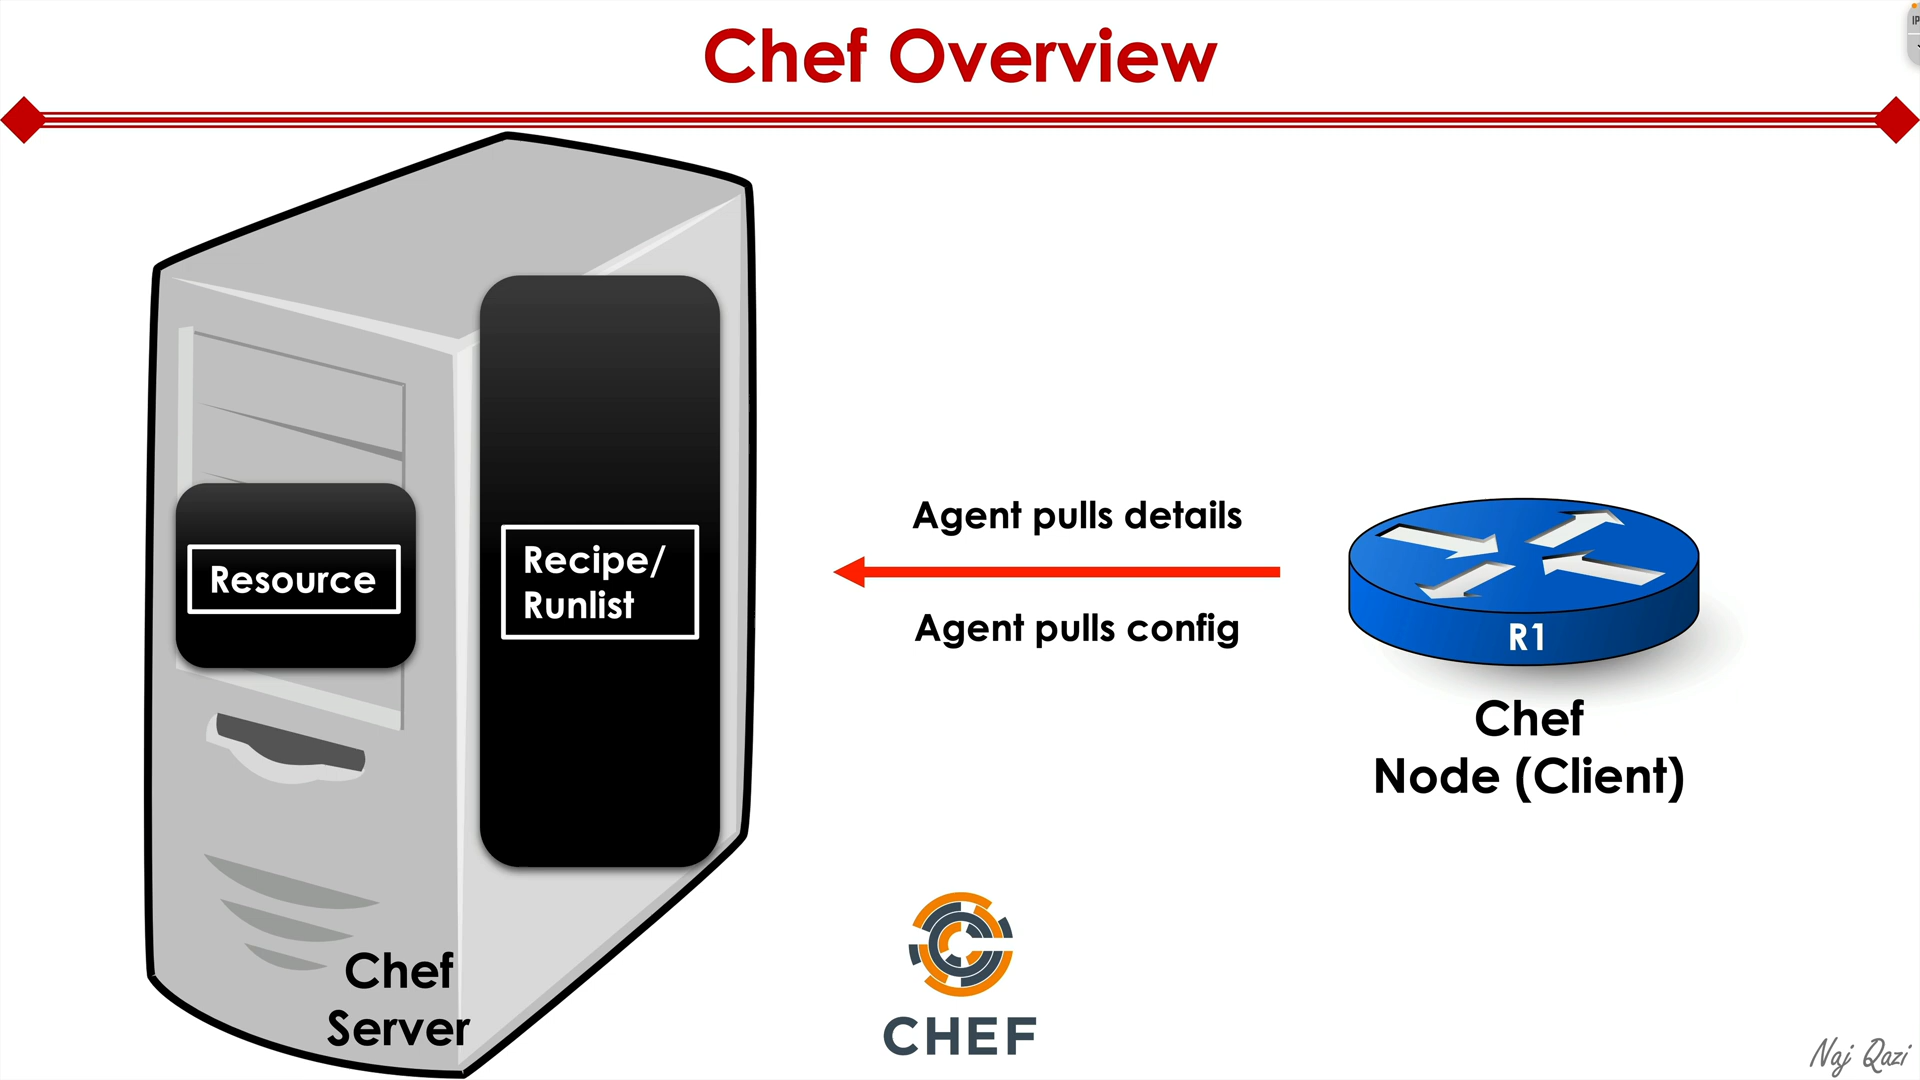 Chef Overview
Resource
Recipe/
Runlist
Agent pulls details
Agent pulls config
R1
Chef
Node (Client)
Chef
Server
CHEF
Naj Qazi
IP